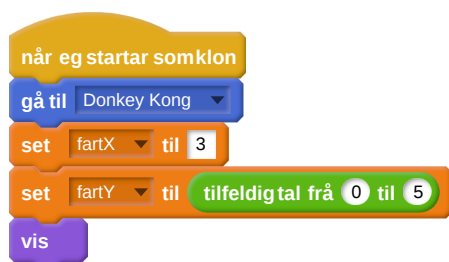 når eg startar som klon
gå til Donkey Kong
set fartX til 3
set fartY til tilfeldig tal frå 0 til 5
vis